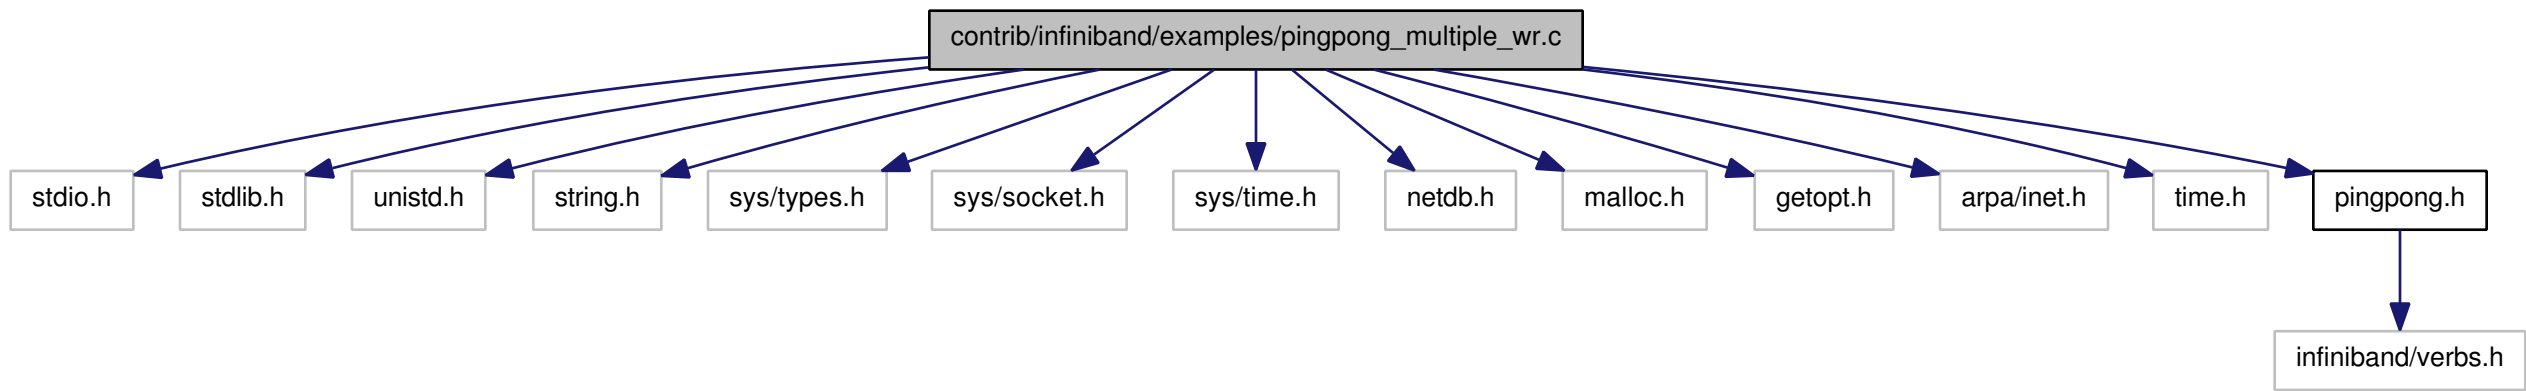 contrib/infiniband/examples/pingpong_multiple_wr.c
stdio.h
stdlib.h
unistd.h
string.h
sys/types.h
sys/socket.h
sys/time.h
netdb.h
malloc.h
getopt.h
arpa/inet.h
time.h
pingpong.h
infiniband/verbs.h